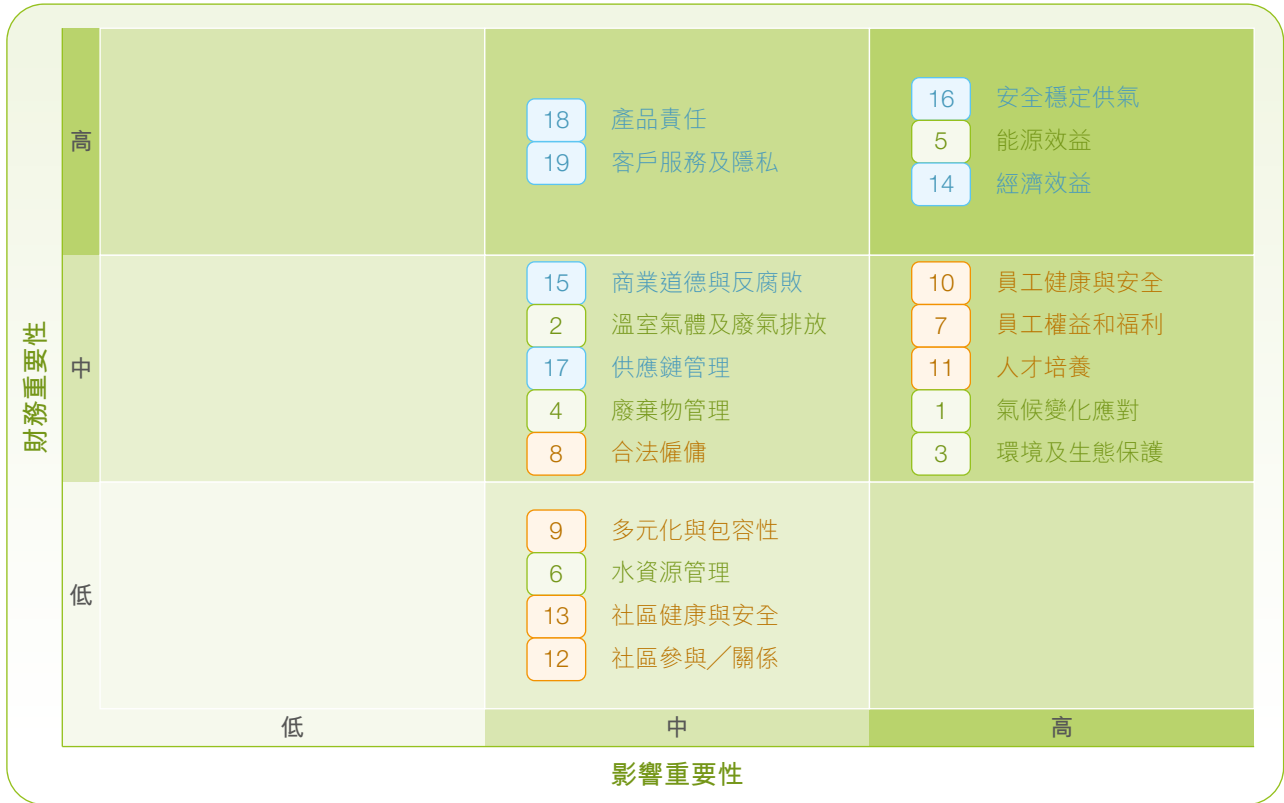 財務重要性
高
18 產品責任
19 客戶服務及隱私
16 安全穩定供氣
5 能源效益
14 經濟效益
中
15 商業道德與反腐敗
2 溫室氣體及廢氣排放
17 供應鏈管理
4 廢棄物管理
8 合法僱傭
10 員工健康與安全
7 員工權益和福利
11 人才培養
1 氣候變化應對
3 環境及生態保護
低
9 多元化與包容性
6 水資源管理
13 社區健康與安全
12 社區參與／關係
低
中
高
影響重要性